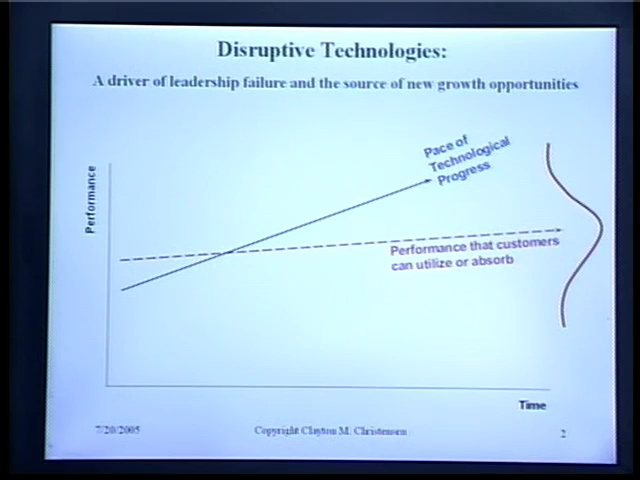 Disruptive Technologies:
A driver of leadership failure and the source of new growth opportunities
Pace of
Technological
Progress
Performance
Performance that customers
can utilize or absorb
Time
7/20/2005
Copyright Clayton M. Christensen
2